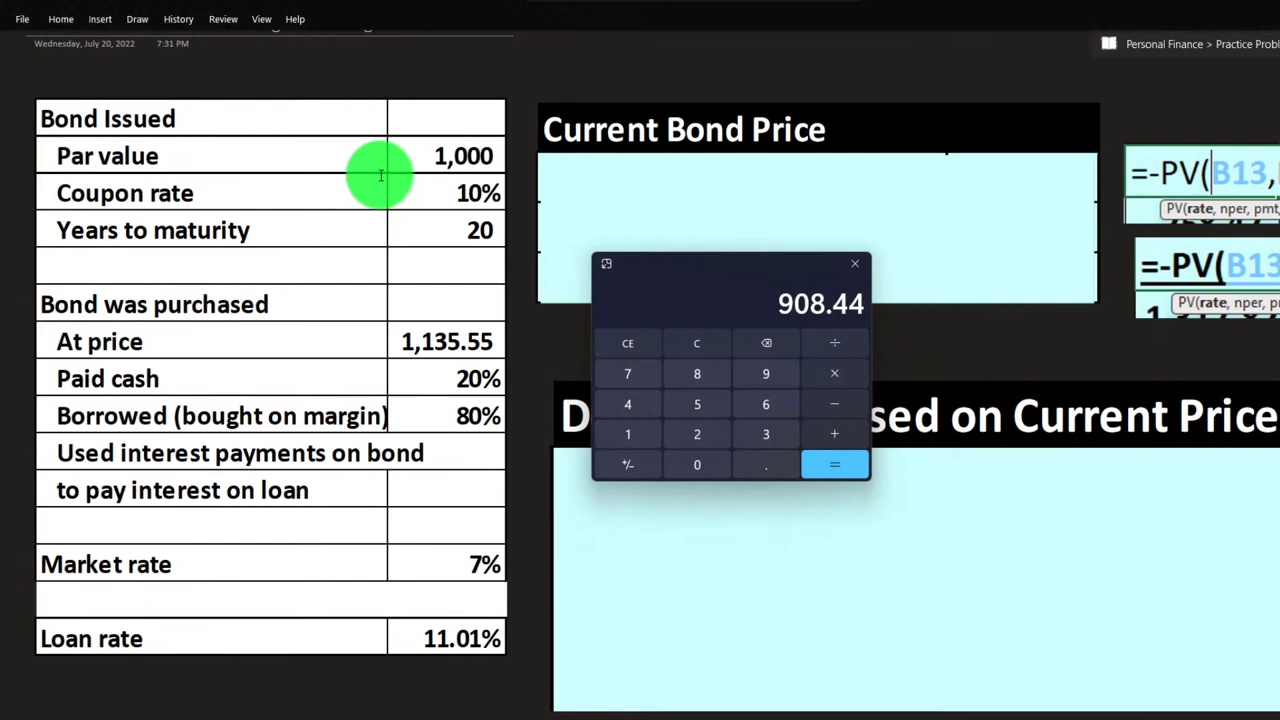 File Home Insert Draw History Review View Help
Wednesday, July 20, 2022 7:31 PM
Personal Finance > Practice Prob
Bond Issued
Par value 1,000
Coupon rate 10%
Years to maturity 20
Bond was purchased
At price 1,135.55
Paid cash 20%
Borrowed (bought on margin) 80%
Used interest payments on bond
to pay interest on loan
Market rate 7%
Loan rate 11.01%
Current Bond Price
908.44
CE C ⌫ ÷
7 8 9 ×
4 5 6 −
1 2 3 +
+/− 0 . =
=-PV(B13,
PV(rate, nper, pmt,
=-PV(B13
PV(rate, nper, p
sed on Current Price